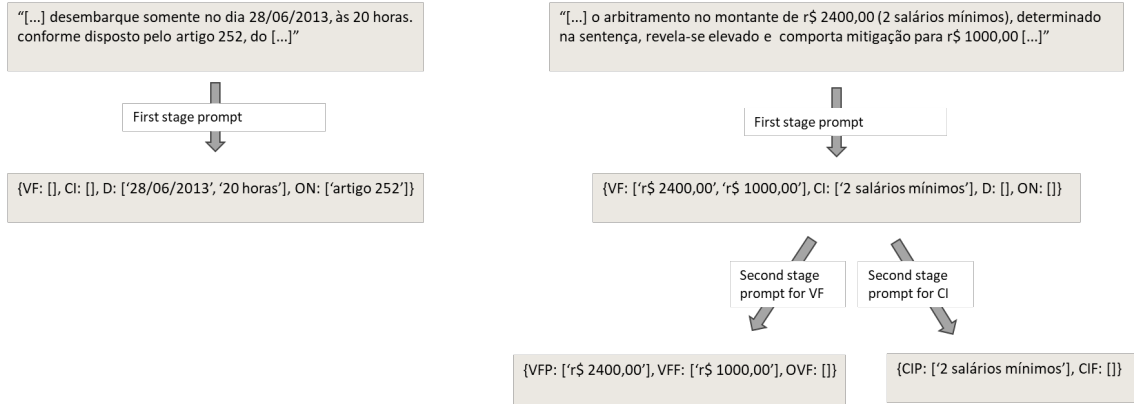 “[...] desembarque somente no dia 28/06/2013, às 20 horas.
conforme disposto pelo artigo 252, do [...]”
First stage prompt
{VF: [], CI: [], D: [‘28/06/2013’, ‘20 horas’], ON: [‘artigo 252’]}
“[...] o arbitramento no montante de r$ 2400,00 (2 salários mínimos), determinado
na sentença, revela-se elevado e comporta mitigação para r$ 1000,00 [...]”
First stage prompt
{VF: [‘r$ 2400,00’, ‘r$ 1000,00’], CI: [‘2 salários mínimos’], D: [], ON: []}
Second stage
prompt for VF
Second stage
prompt for CI
{VFP: [‘r$ 2400,00’], VFF: [‘r$ 1000,00’], OVF: []}
{CIP: [‘2 salários mínimos’], CIF: []}